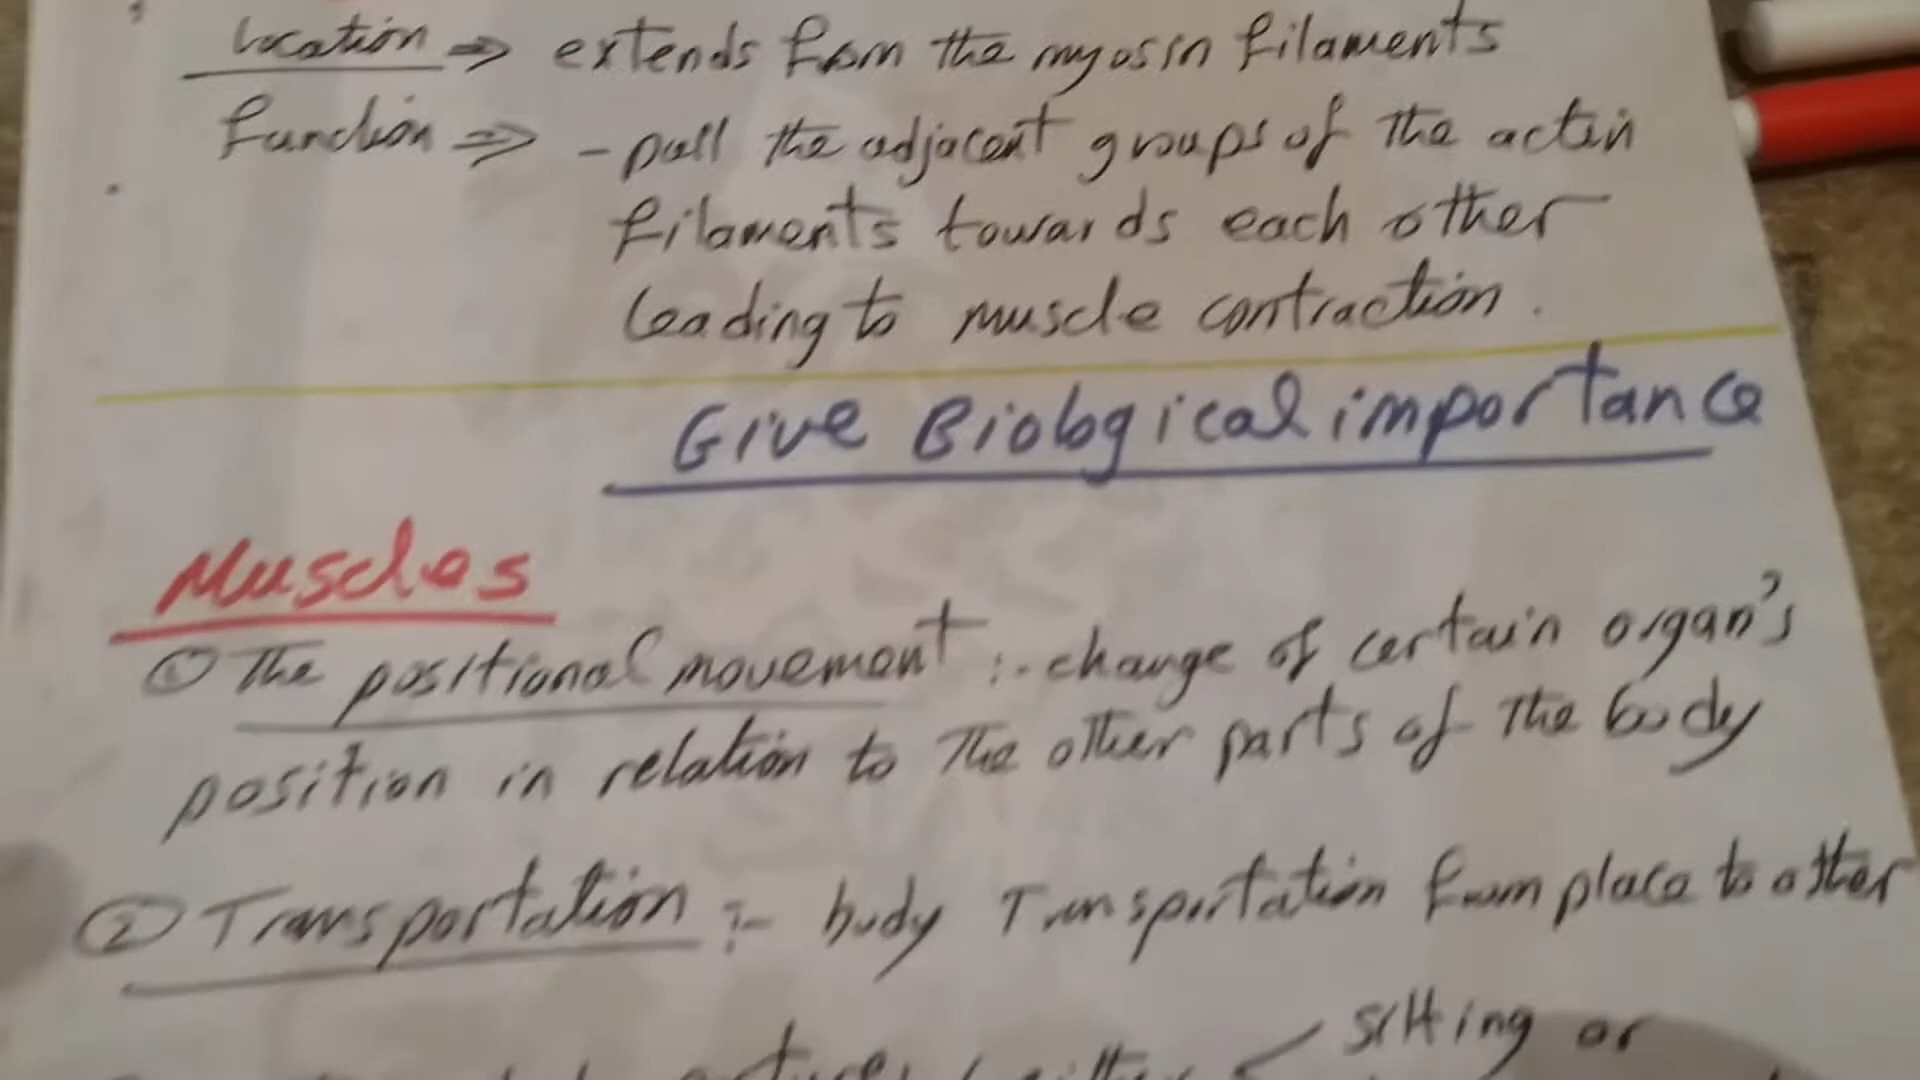 Location ⇒ extends from the myosin filaments
function ⇒ - pull the adjacent groups of the actin
filaments towards each other
leading to muscle contraction.
Give Biological importance
Muscles
① The positional movement :- change of certain organ's
position in relation to the other parts of the body
② Transportation :- body Transportation from place to other
sitting or